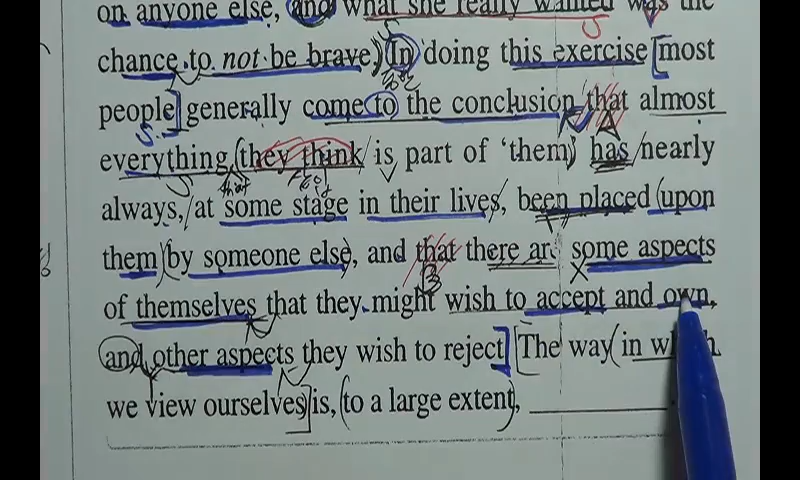 on anyone else, and what she really wanted was the
chance to not be brave.) In doing this exercise most
people generally come to the conclusion that almost
everything they think is part of 'them,' has nearly
always, at some stage in their lives, been placed upon
them by someone else, and that there are some aspects
of themselves that they might wish to accept and own,
and other aspects they wish to reject. The way in which
we view ourselves is, to a large extent,